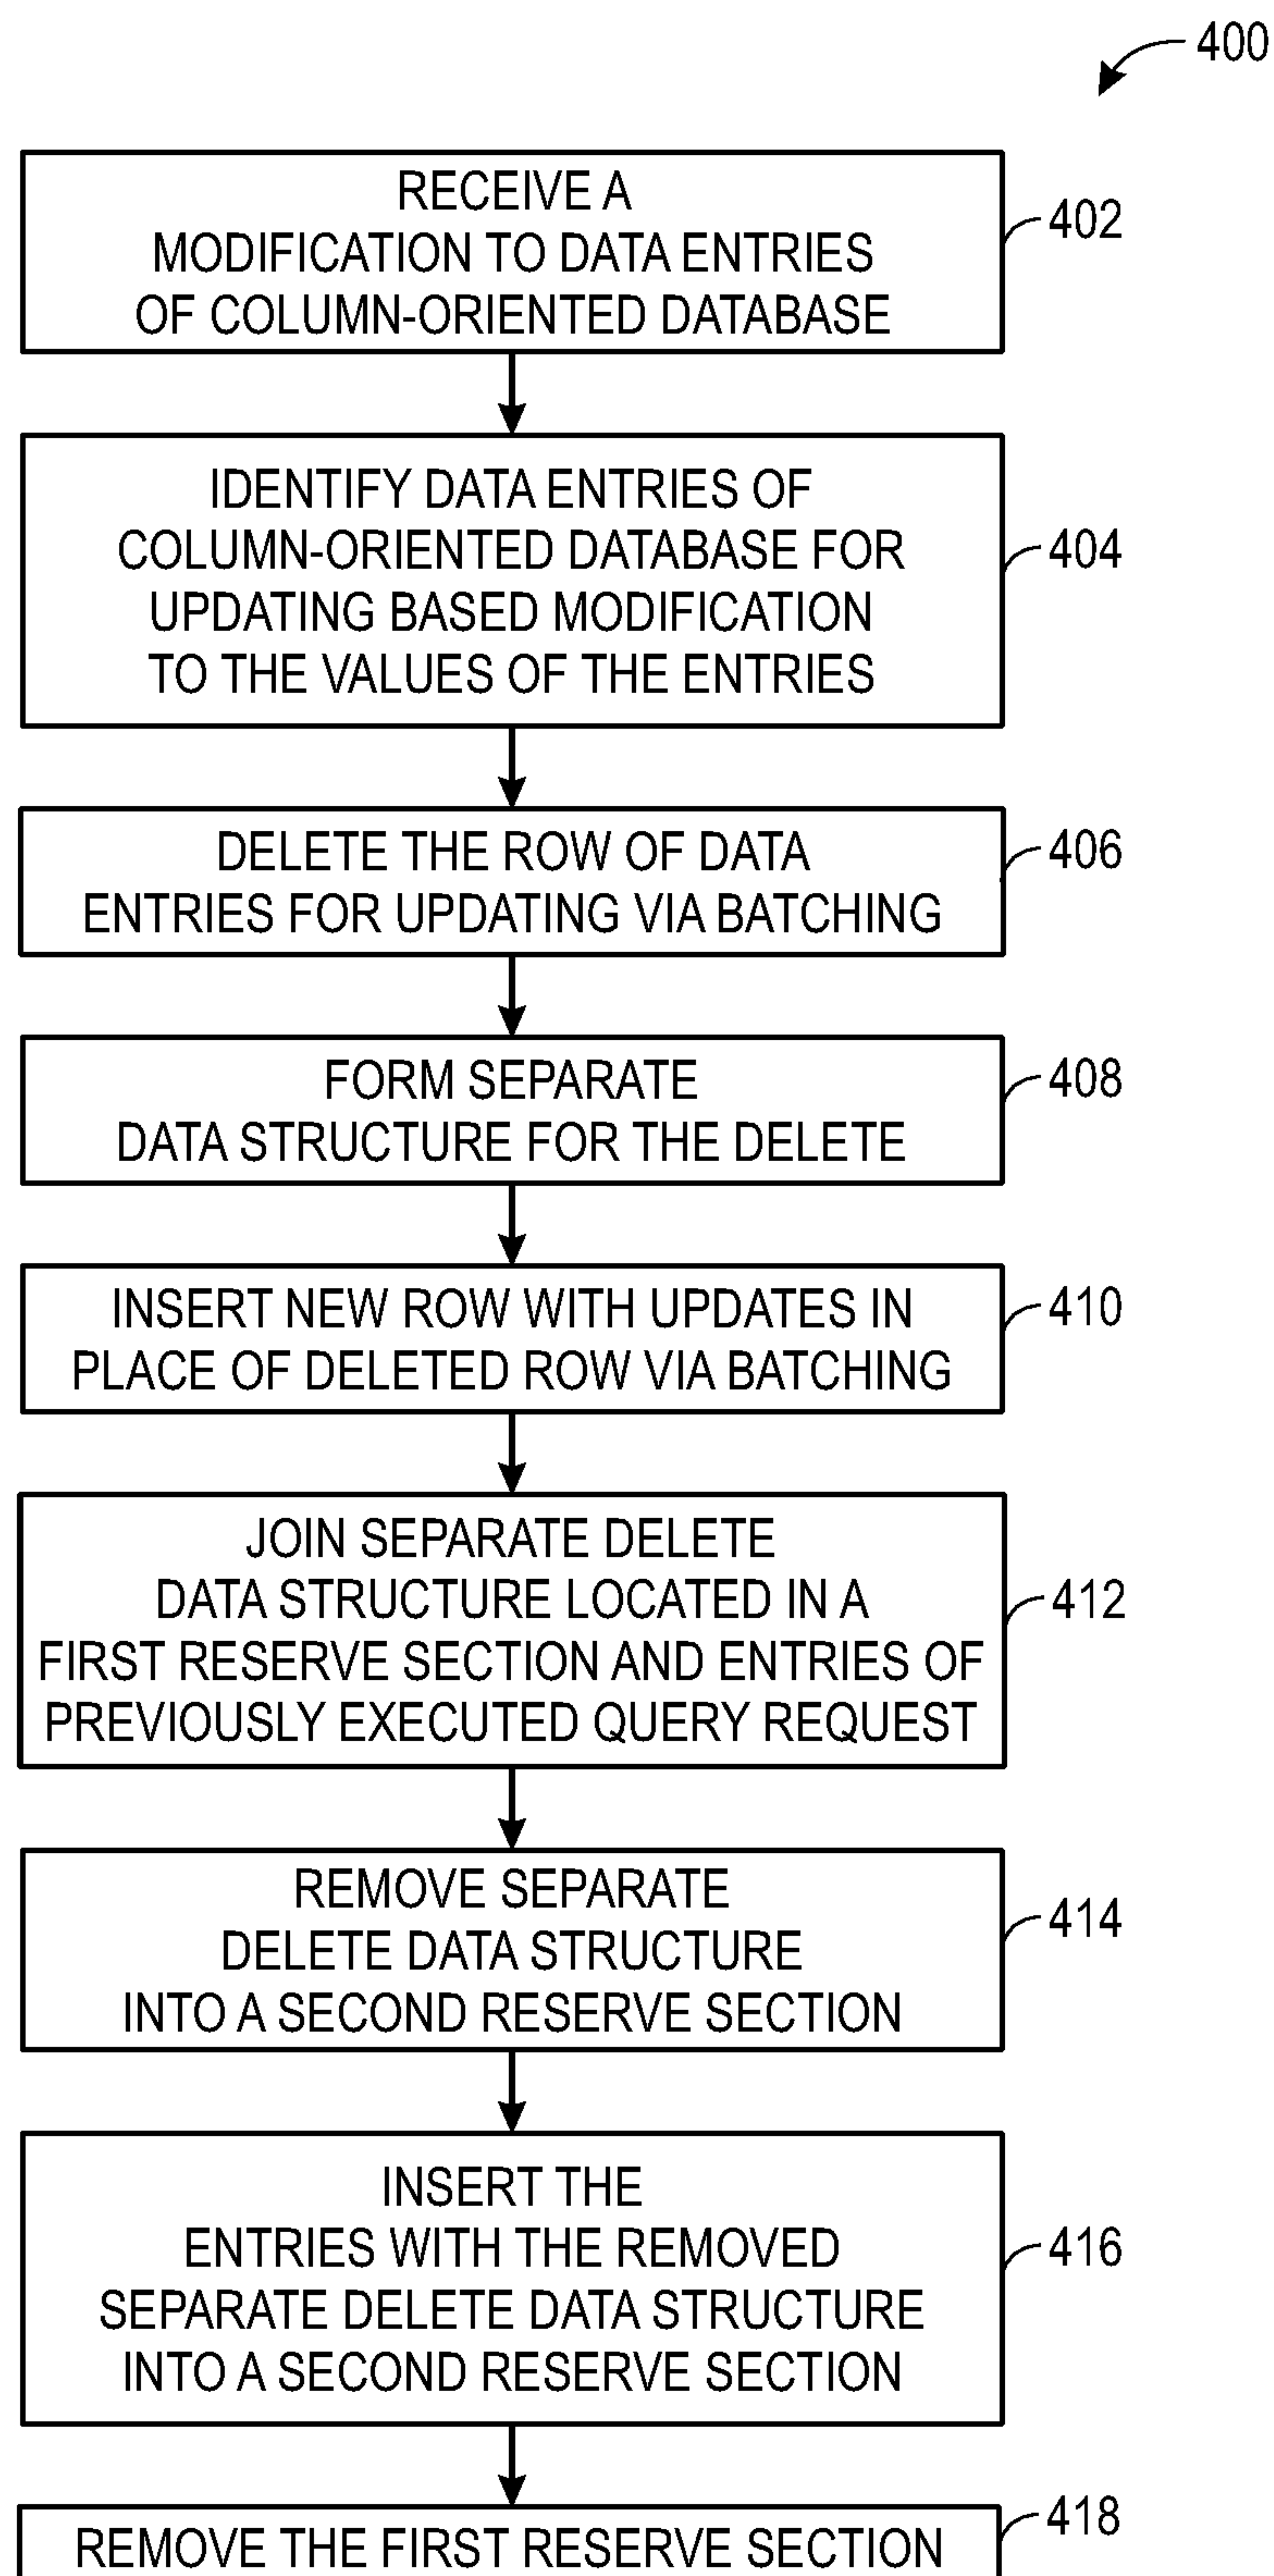 400
RECEIVE A
MODIFICATION TO DATA ENTRIES
OF COLUMN-ORIENTED DATABASE
402
IDENTIFY DATA ENTRIES OF
COLUMN-ORIENTED DATABASE FOR
UPDATING BASED MODIFICATION
TO THE VALUES OF THE ENTRIES
404
DELETE THE ROW OF DATA
ENTRIES FOR UPDATING VIA BATCHING
406
FORM SEPARATE
DATA STRUCTURE FOR THE DELETE
408
INSERT NEW ROW WITH UPDATES IN
PLACE OF DELETED ROW VIA BATCHING
410
JOIN SEPARATE DELETE
DATA STRUCTURE LOCATED IN A
FIRST RESERVE SECTION AND ENTRIES OF
PREVIOUSLY EXECUTED QUERY REQUEST
412
REMOVE SEPARATE
DELETE DATA STRUCTURE
INTO A SECOND RESERVE SECTION
414
INSERT THE
ENTRIES WITH THE REMOVED
SEPARATE DELETE DATA STRUCTURE
INTO A SECOND RESERVE SECTION
416
REMOVE THE FIRST RESERVE SECTION
418